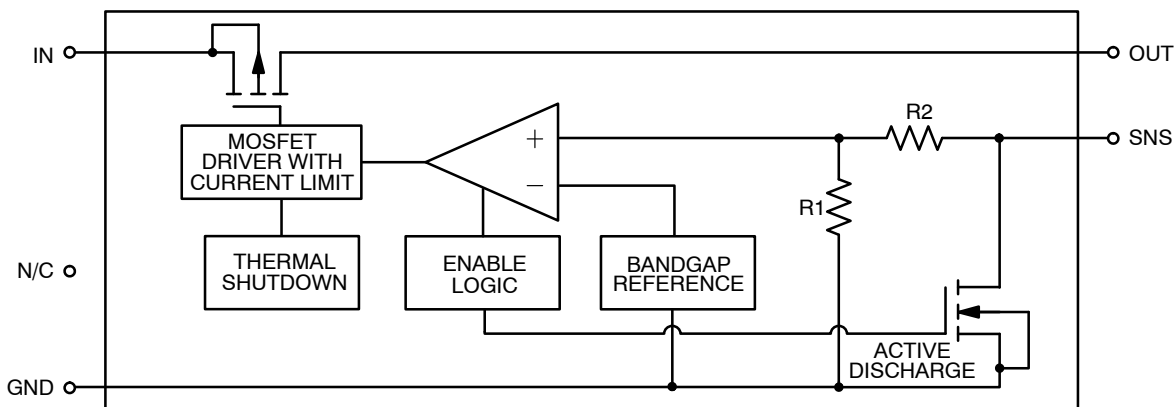 IN
OUT
R2
SNS
MOSFET
DRIVER WITH
CURRENT LIMIT
+
−
R1
THERMAL
SHUTDOWN
ENABLE
LOGIC
BANDGAP
REFERENCE
N/C
ACTIVE
DISCHARGE
GND